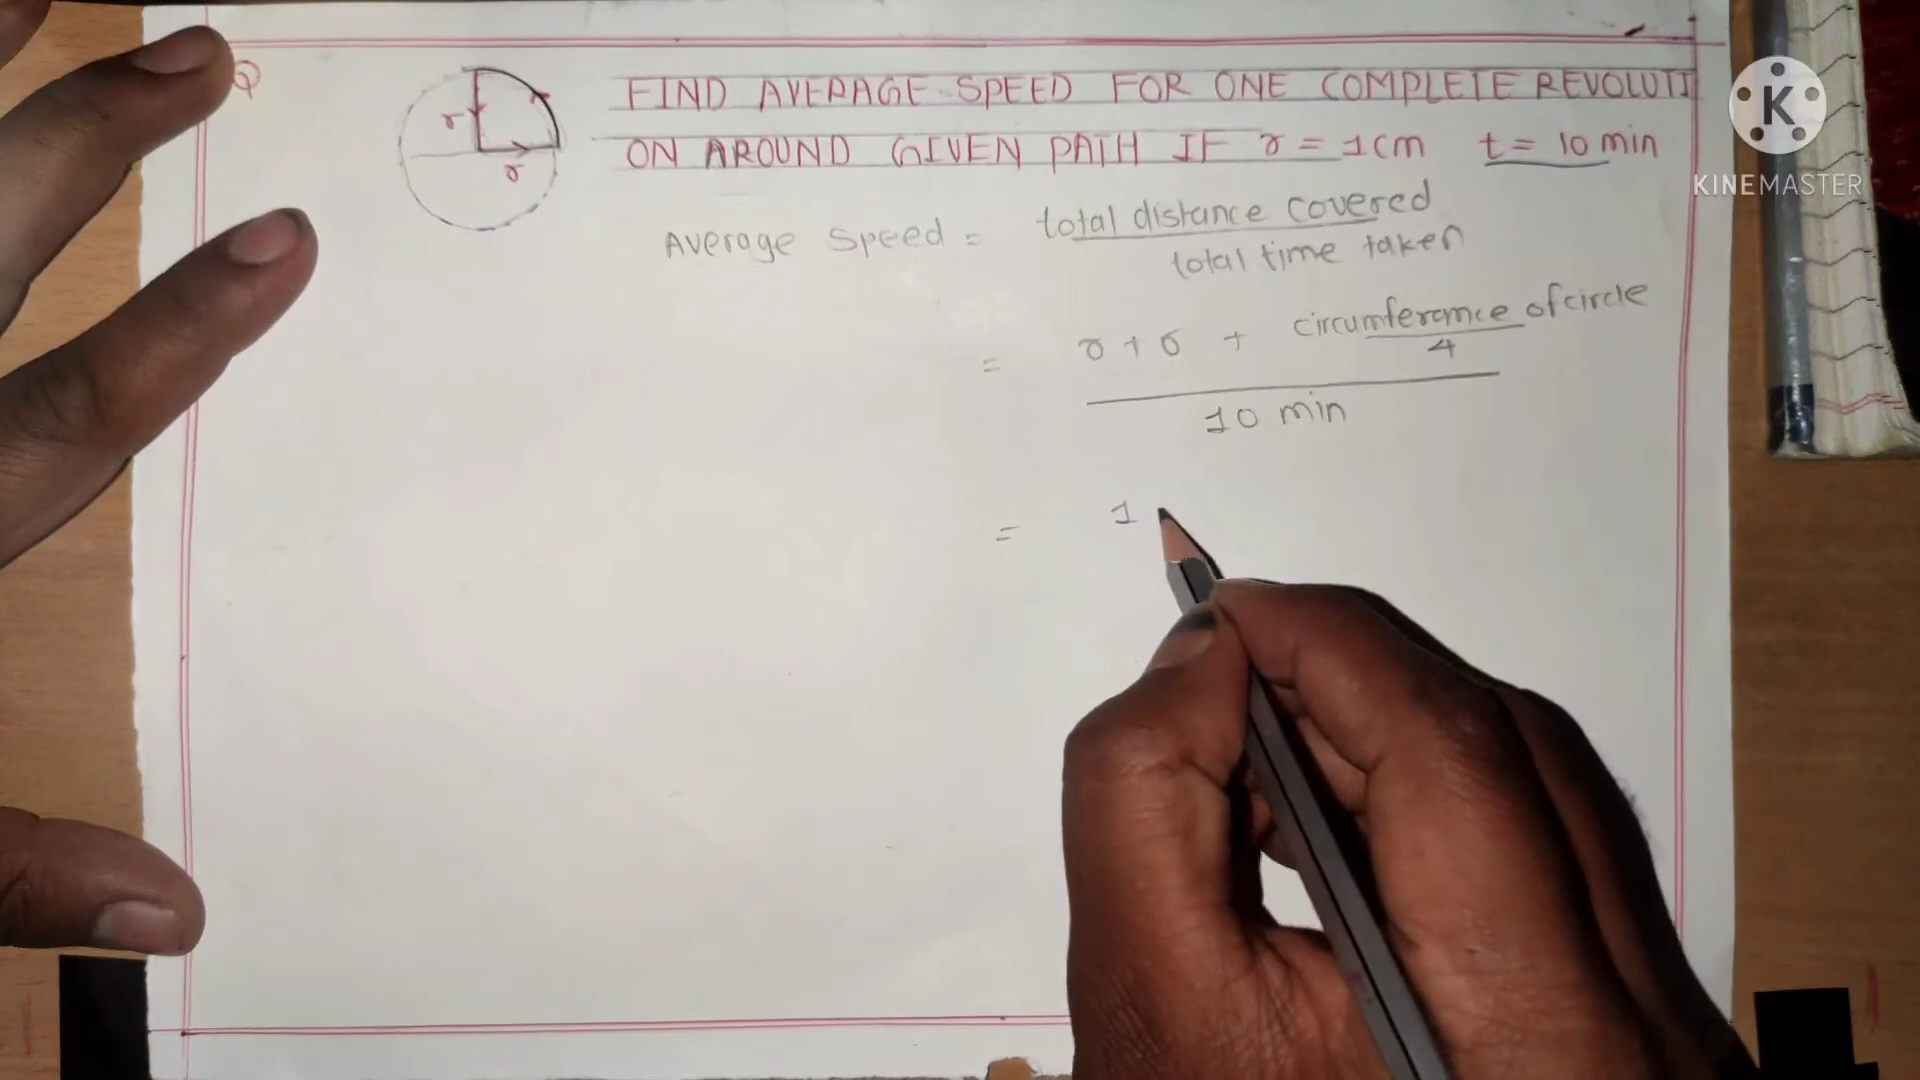 Q
FIND AVERAGE SPEED FOR ONE COMPLETE REVOLUTI
ON AROUND GIVEN PATH IF r = 1cm t = 10 min
r
r
K
KINEMASTER
Average Speed = total distance covered
total time taken
= r + r + circumferance of circle
4
10 min
= 1